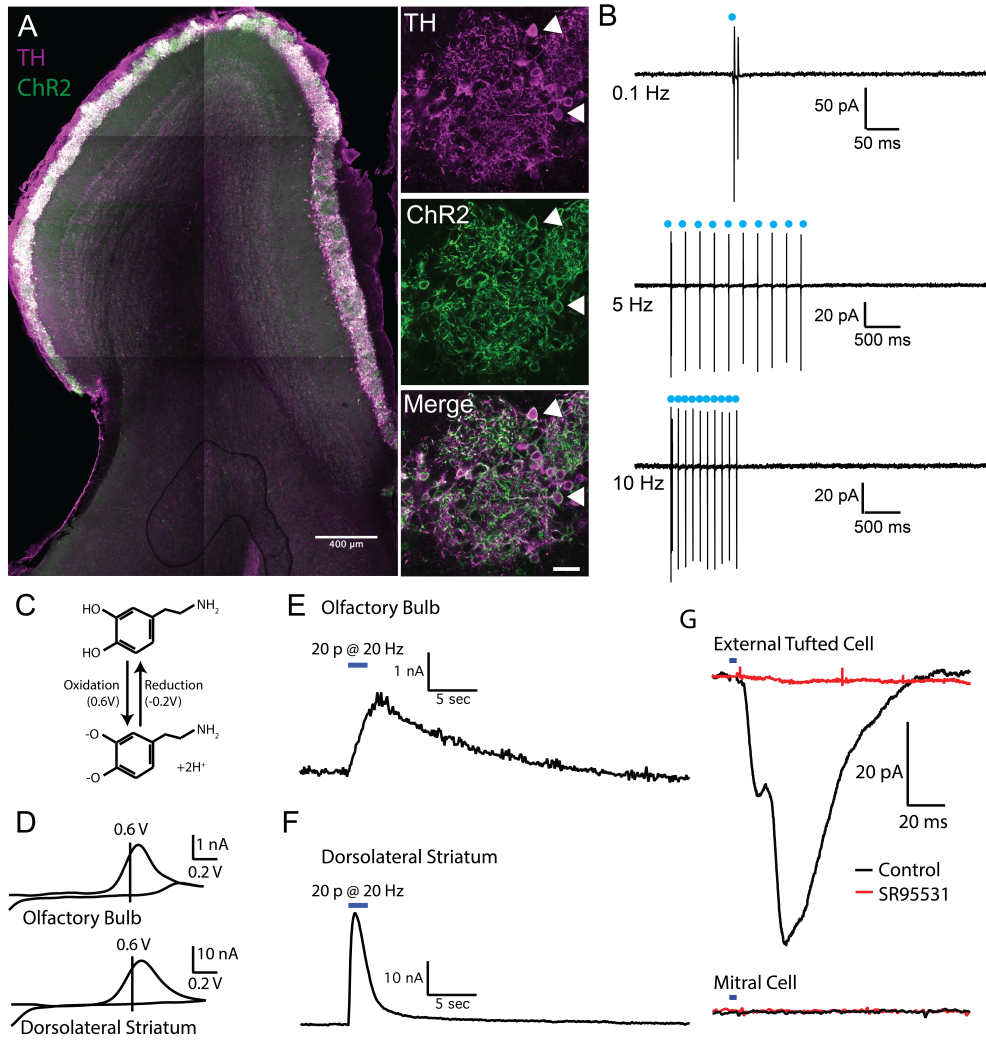 A
TH
ChR2
400 µm
TH
ChR2
Merge
B
0.1 Hz
50 pA
50 ms
5 Hz
20 pA
500 ms
10 Hz
20 pA
500 ms
C
HO
NH2
HO
Oxidation
(0.6V)
Reduction
(-0.2V)
-O
NH2
-O
+2H+
D
0.6 V
1 nA
0.2 V
Olfactory Bulb
0.6 V
10 nA
0.2 V
Dorsolateral Striatum
E
Olfactory Bulb
20 p @ 20 Hz
1 nA
5 sec
F
Dorsolateral Striatum
20 p @ 20 Hz
10 nA
5 sec
G
External Tufted Cell
20 pA
20 ms
Control
SR95531
Mitral Cell